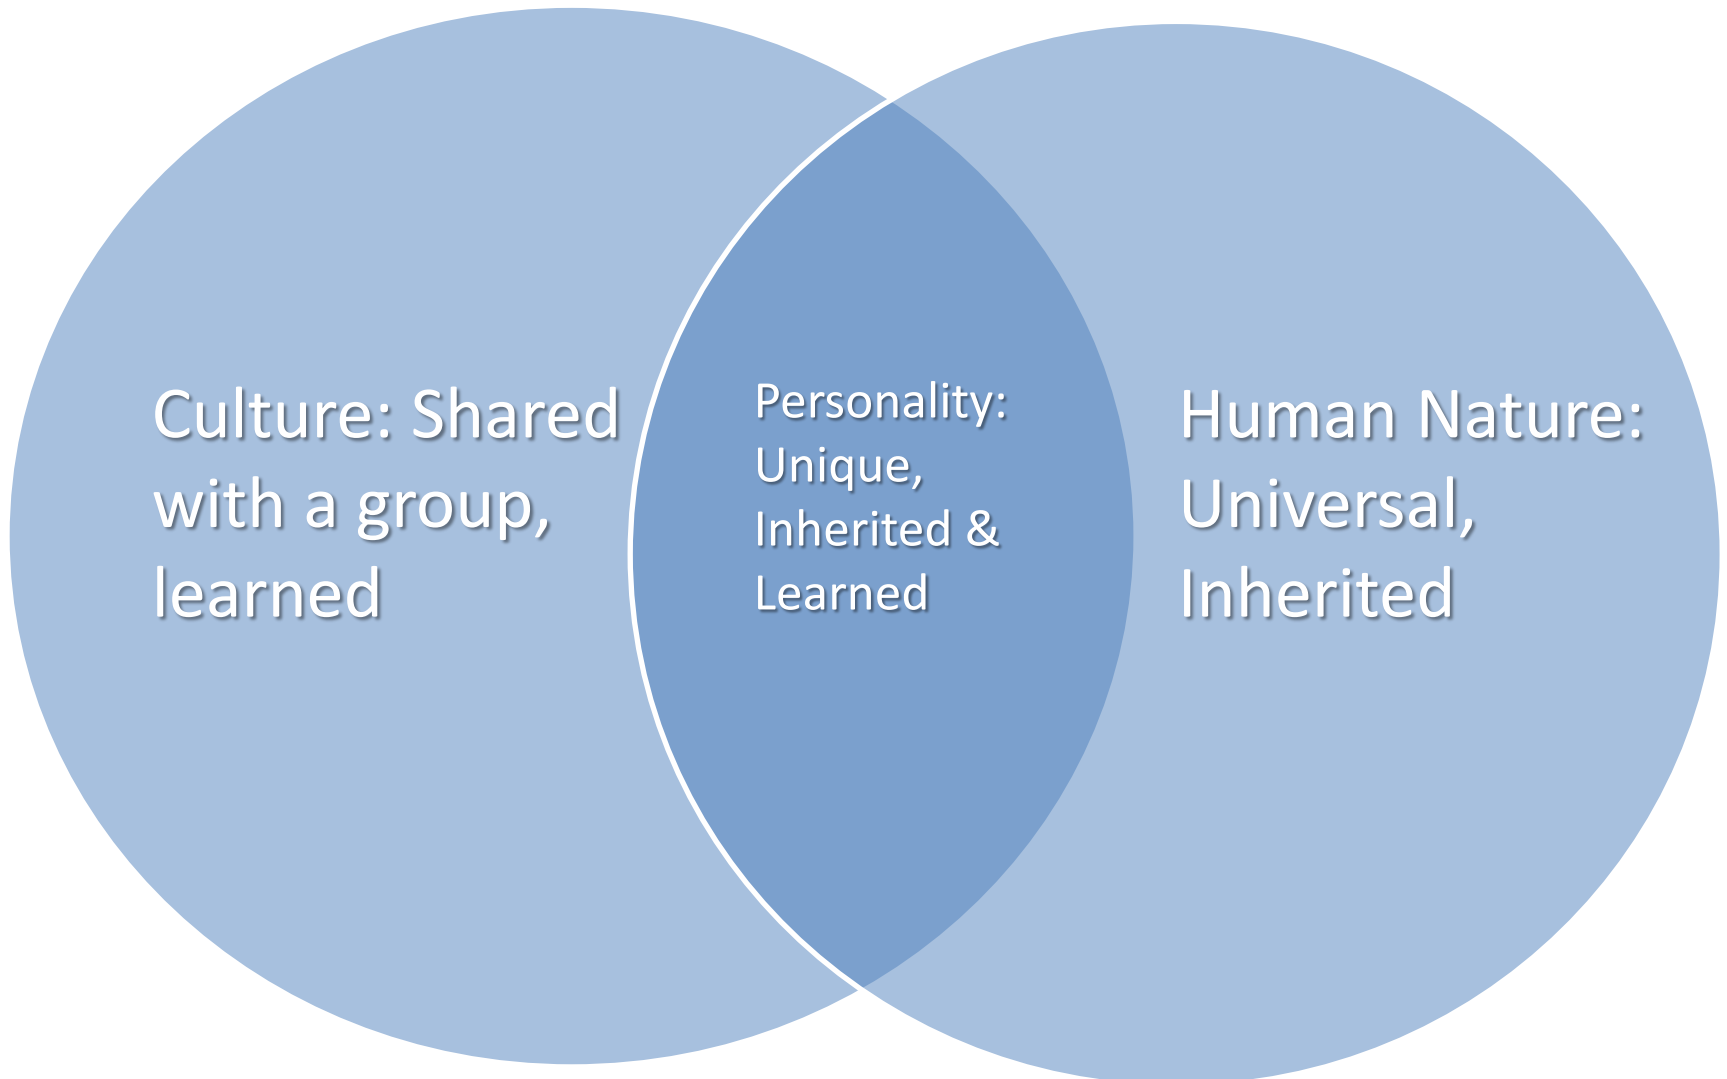 Culture: Shared
with a group,
learned
Personality:
Unique,
Inherited &
Learned
Human Nature:
Universal,
Inherited